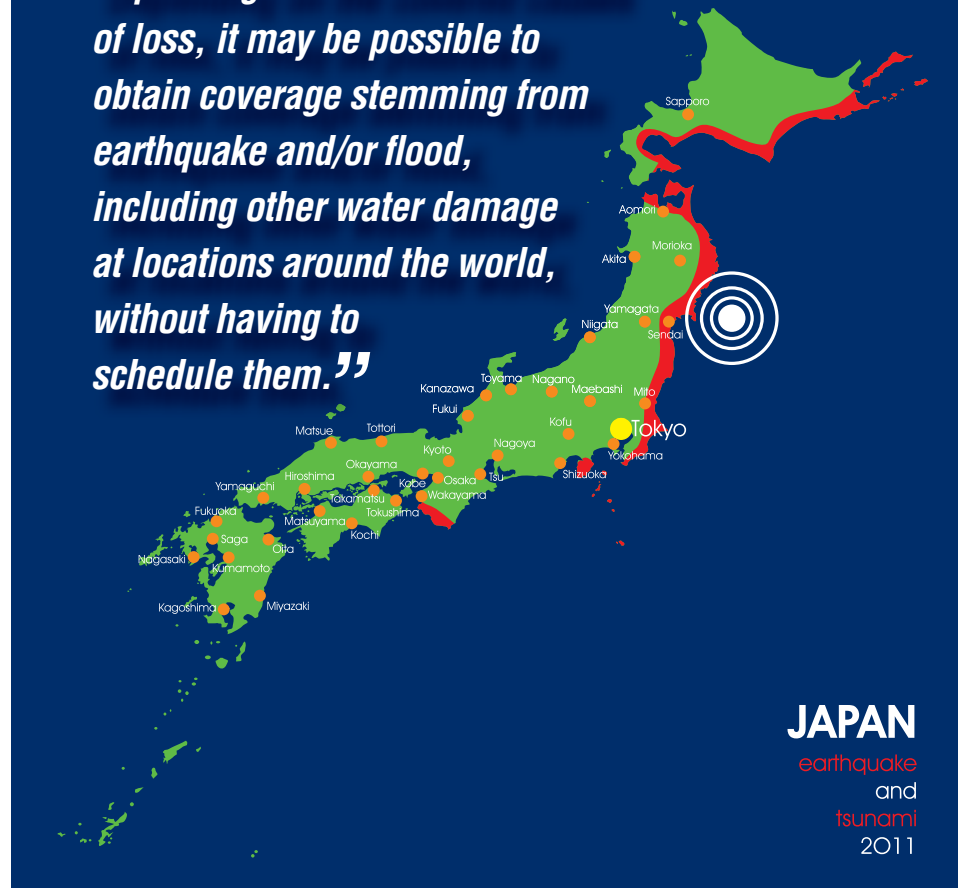 of loss, it may be possible to
obtain coverage stemming from
earthquake and/or flood,
including other water damage
at locations around the world,
without having to
schedule them.”
Sapporo
Aomori
Morioka
Akita
Yamagata
Sendai
Niigata
Toyama
Nagano
Kanazawa
Maebashi
Mito
Fukui
Kofu
Tokyo
Matsue
Tottori
Kyoto
Nagoya
Yokohama
Okayama
Hiroshima
Kobe
Osaka
Tsu
Shizuoka
Yamaguchi
Takamatsu
Wakayama
Fukuoka
Tokushima
Matsuyama
Kochi
Saga
Oita
Nagasaki
Kumamoto
Kagoshima
Miyazaki
JAPAN
earthquake
and
tsunami
2011